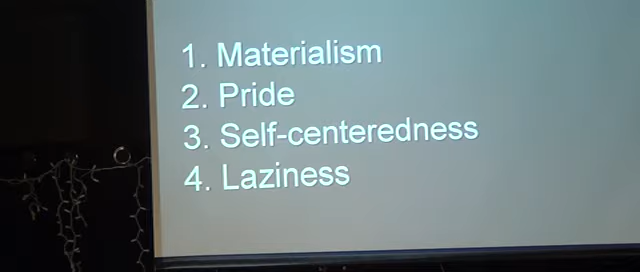 1. Materialism
2. Pride
3. Self-centeredness
4. Laziness